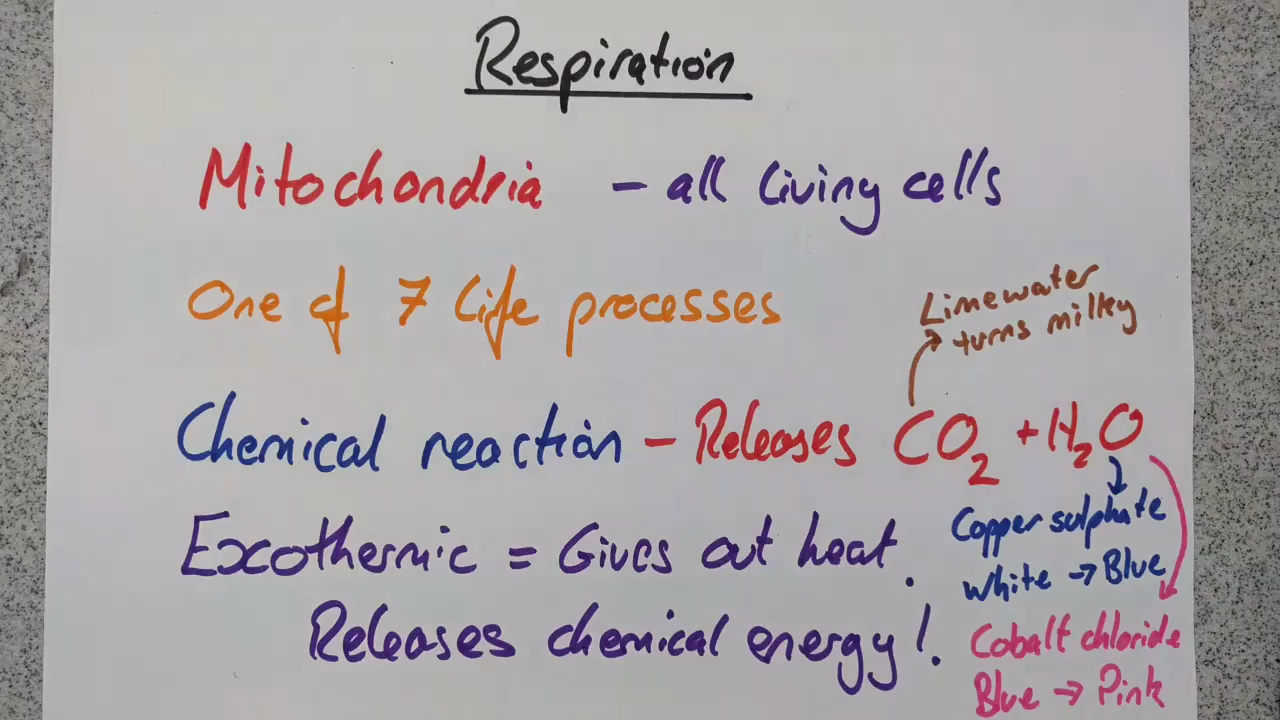 Respiration
Mitochondria - all living cells
One of 7 life processes
Limewater
turns milky
Chemical reaction - Releases CO₂ + H₂O
Copper sulphate
white → Blue
Exothermic = Gives out heat.
Releases chemical energy!.
Cobalt chloride
Blue → Pink